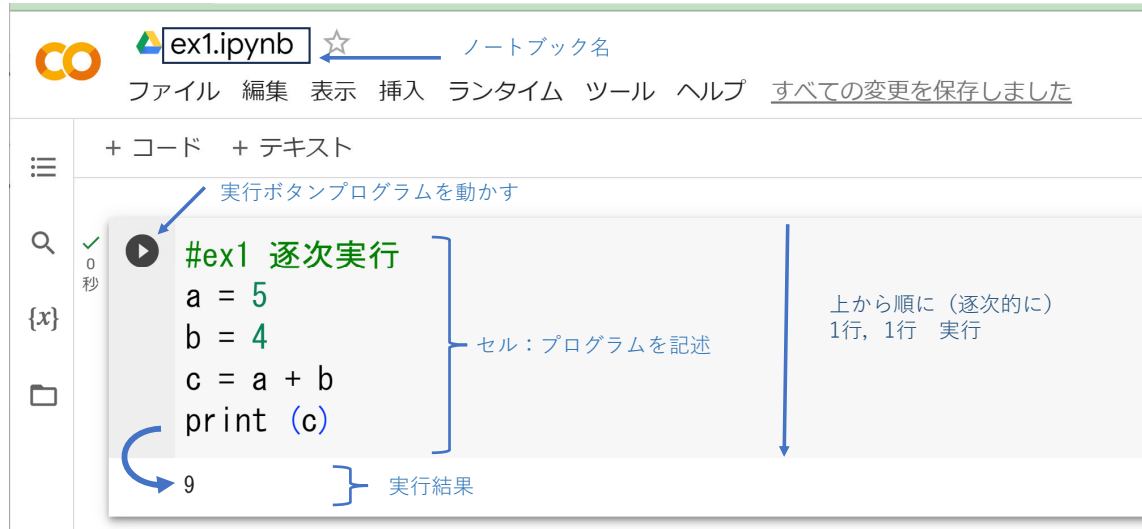 ex1.ipynb
ノートブック名
ファイル 編集 表示 挿入 ランタイム ツール ヘルプ すべての変更を保存しました
+ コード + テキスト
実行ボタンプログラムを動かす
0
秒
#ex1 逐次実行
a = 5
b = 4
c = a + b
print (c)
{x}
セル：プログラムを記述
上から順に（逐次的に）
1行，1行 実行
9
実行結果